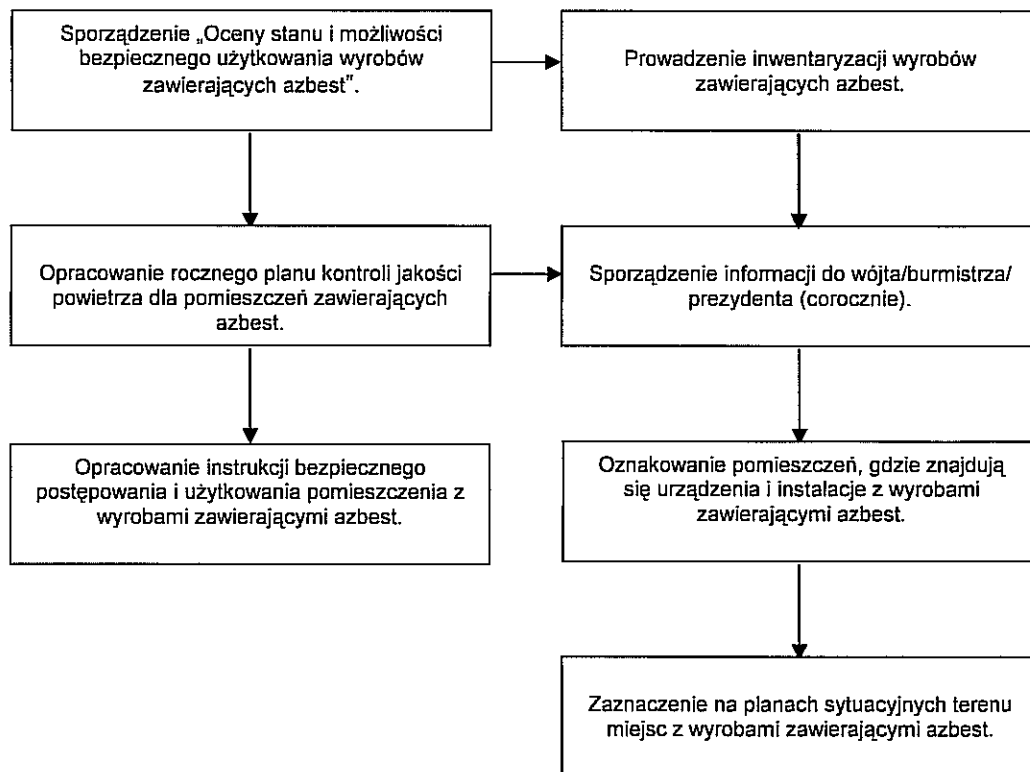 Sporządzenie „Oceny stanu i możliwości
bezpiecznego użytkowania wyrobów
zawierających azbest".
Prowadzenie inwentaryzacji wyrobów
zawierających azbest.
Opracowanie rocznego planu kontroli jakości
powietrza dla pomieszczeń zawierających
azbest.
Sporządzenie informacji do wójta/burmistrza/
prezydenta (corocznie).
Opracowanie instrukcji bezpiecznego
postępowania i użytkowania pomieszczenia z
wyrobami zawierającymi azbest.
Oznakowanie pomieszczeń, gdzie znajdują
się urządzenia i instalacje z wyrobami
zawierającymi azbest.
Zaznaczenie na planach sytuacyjnych terenu
miejsc z wyrobami zawierającymi azbest.